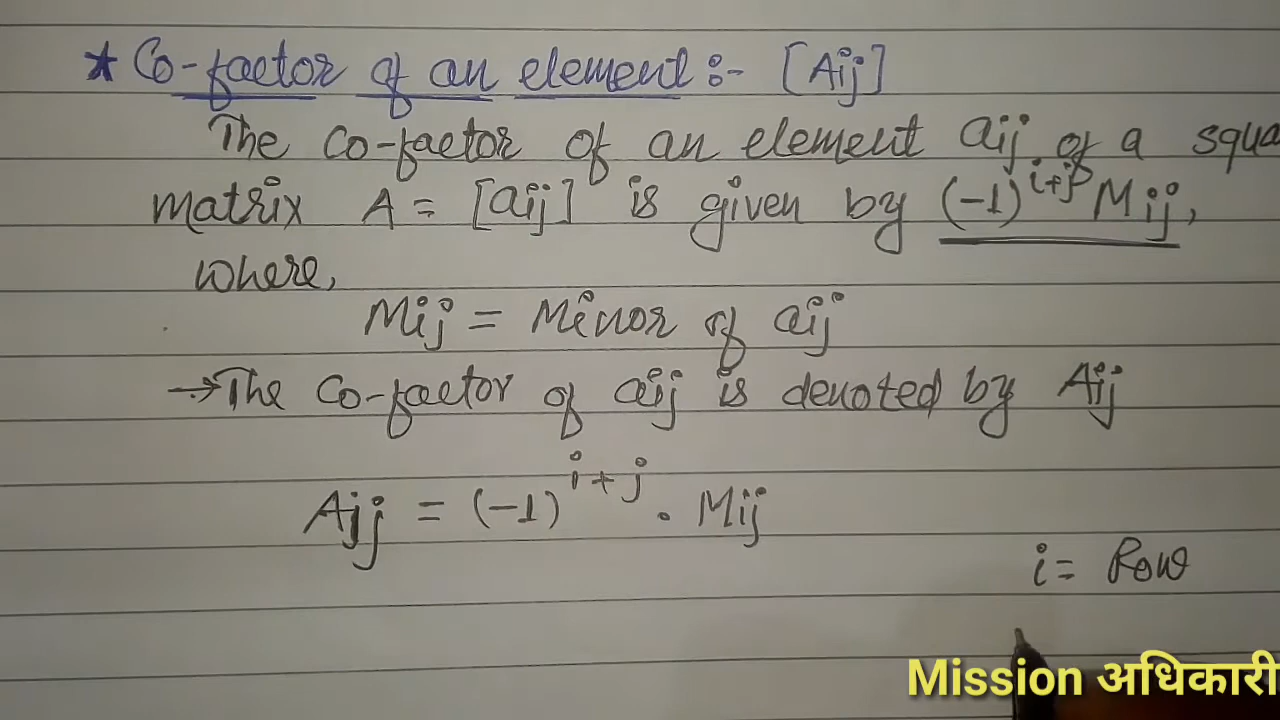 * Co-factor of an element :- [Aij]
The Co-factor of an element aij of a squa
matrix A = [aij] is given by (-1)^{i+j} Mij,
where,
Mij = Minor of aij
→ The Co-factor of aij is denoted by Aij
Aij = (-1)^{i+j} . Mij
i = Row
Mission अधिकारी